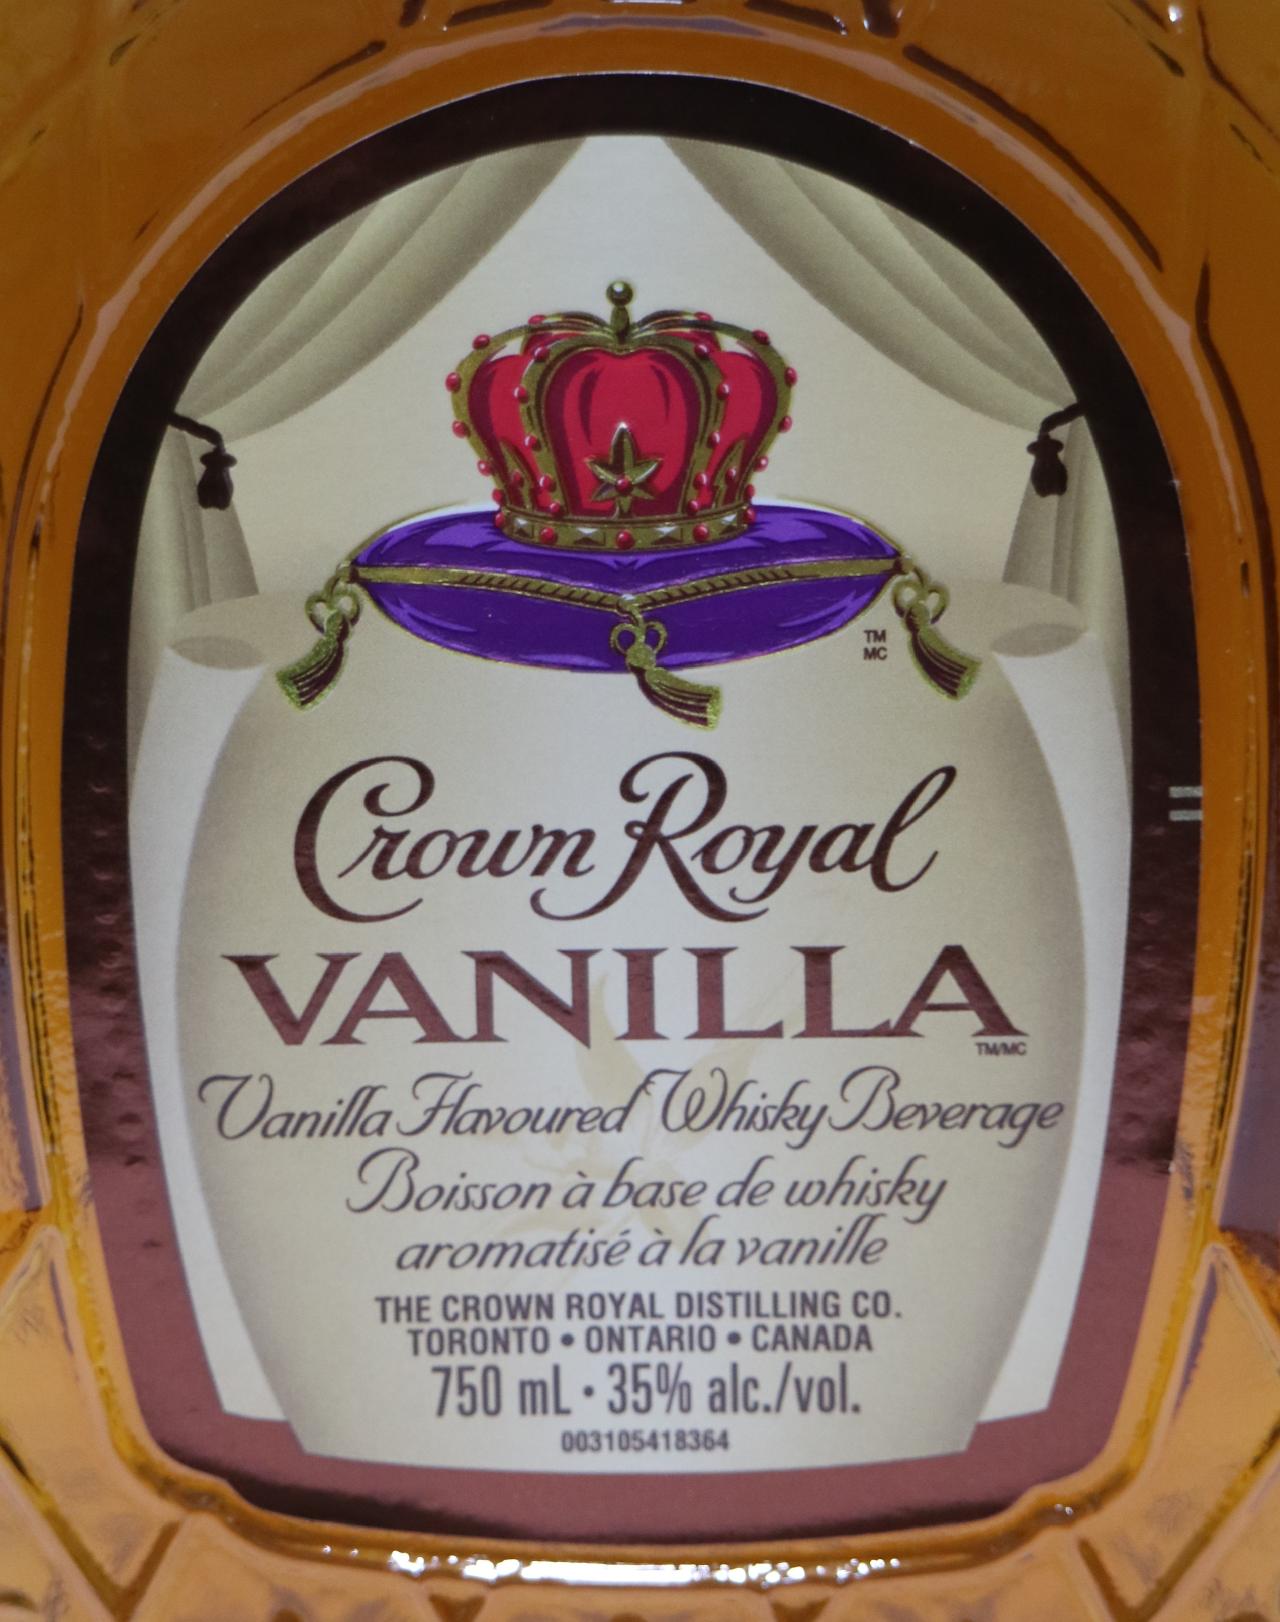 TM
MC
Crown Royal
VANILLA
TM/MC
Vanilla Flavoured Whisky Beverage
Boisson à base de whisky
aromatisé à la vanille
THE CROWN ROYAL DISTILLING CO.
TORONTO • ONTARIO • CANADA
750 mL • 35% alc./vol.
003105418364